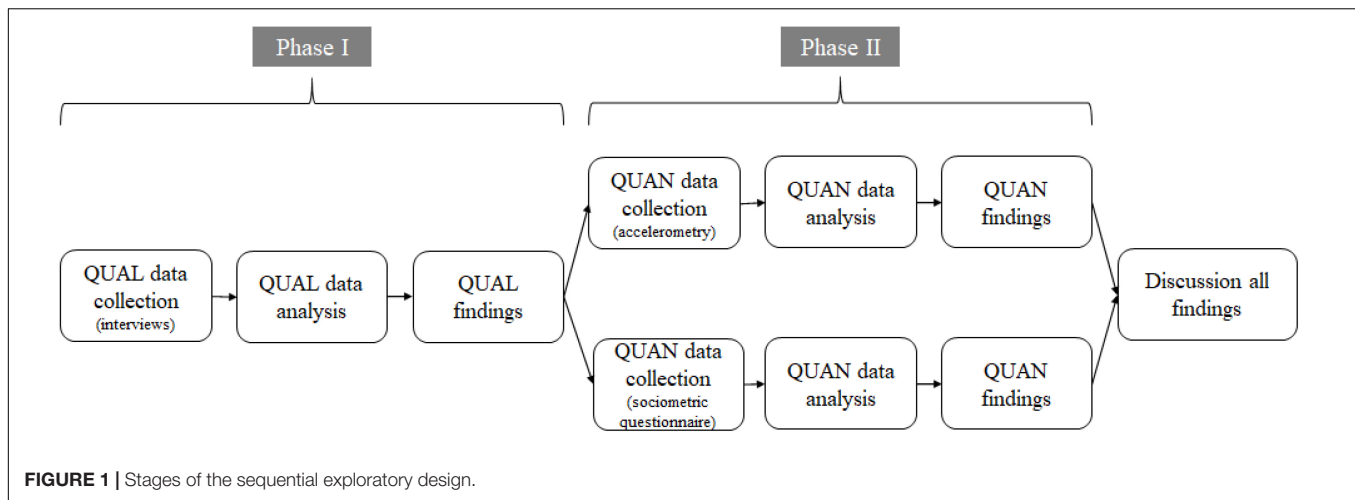 Phase I
Phase II
QUAN data
collection
(accelerometry)
QUAN data
analysis
QUAN
findings
QUAL data
collection
(interviews)
QUAL data
analysis
QUAL
findings
Discussion all
findings
QUAN data
collection
(sociometric
questionnaire)
QUAN data
analysis
QUAN
findings
FIGURE 1 | Stages of the sequential exploratory design.